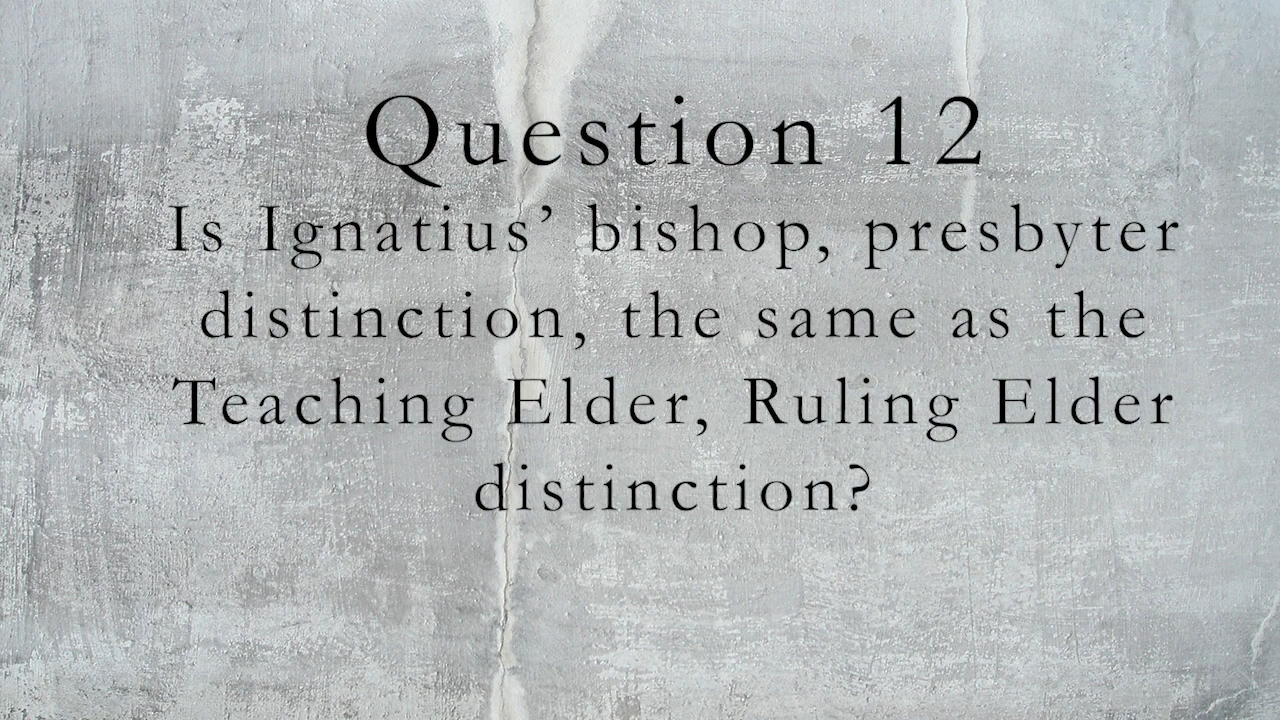 Question 12
Is Ignatius’ bishop, presbyter
distinction, the same as the
Teaching Elder, Ruling Elder
distinction?